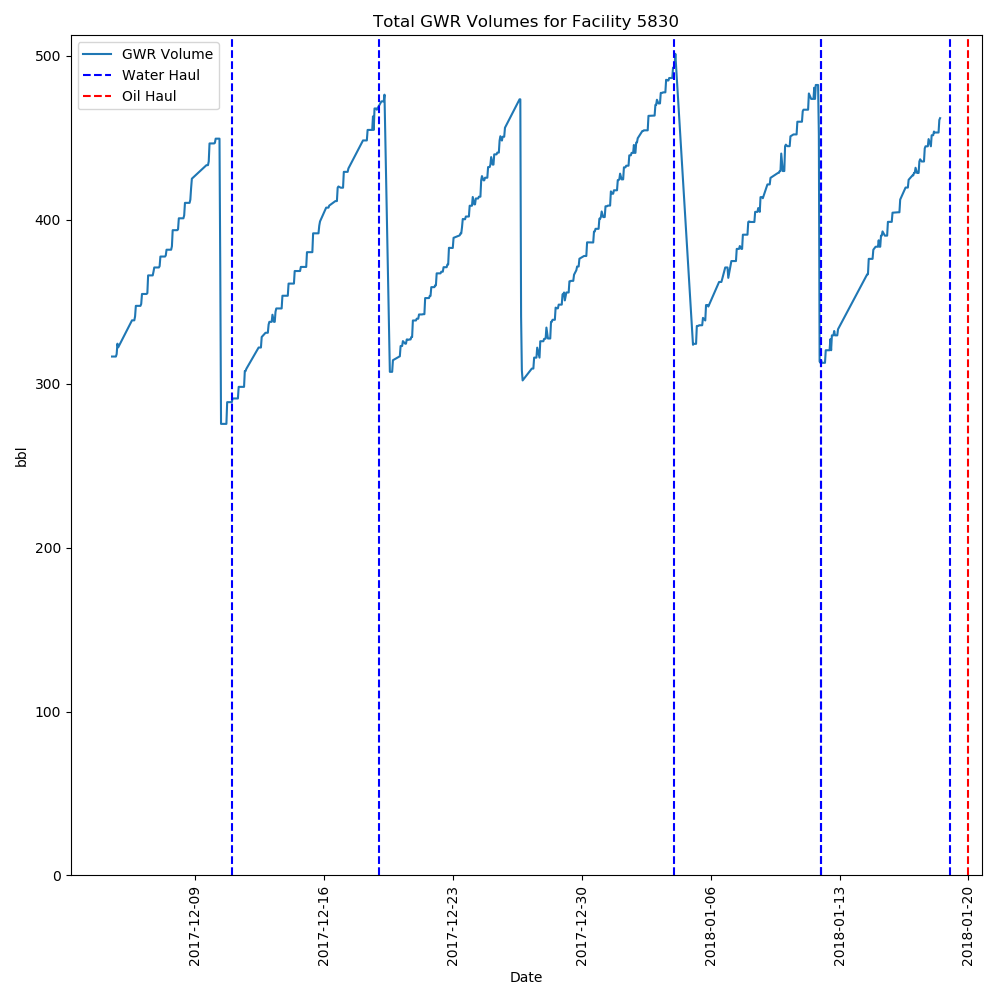 Total GWR Volumes for Facility 5830
GWR Volume
Water Haul
Oil Haul
500
400
300
200
100
0
bbl
2017-12-09
2017-12-16
2017-12-23
2017-12-30
2018-01-06
2018-01-13
2018-01-20
Date